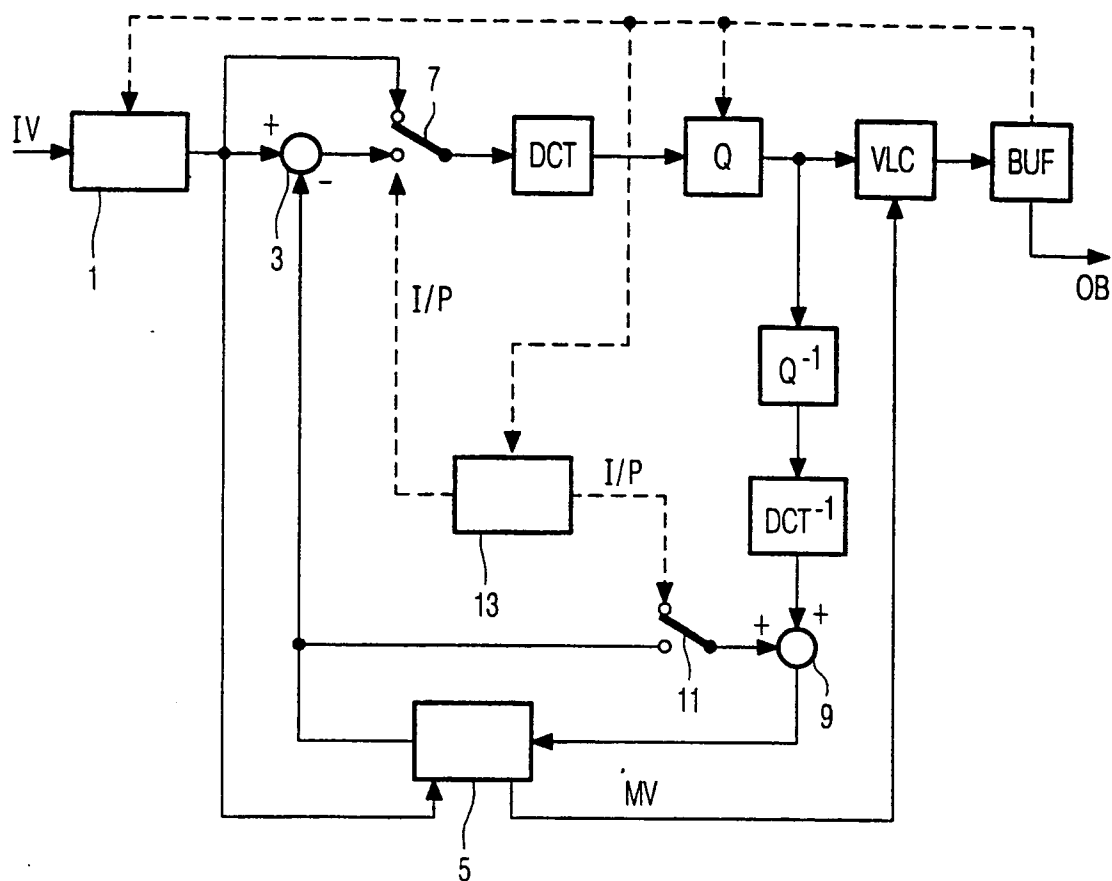 IV
1
+
-
3
7
DCT
Q
VLC
BUF
OB
I/P
Q-1
I/P
13
DCT-1
+
+
11
9
MV
5